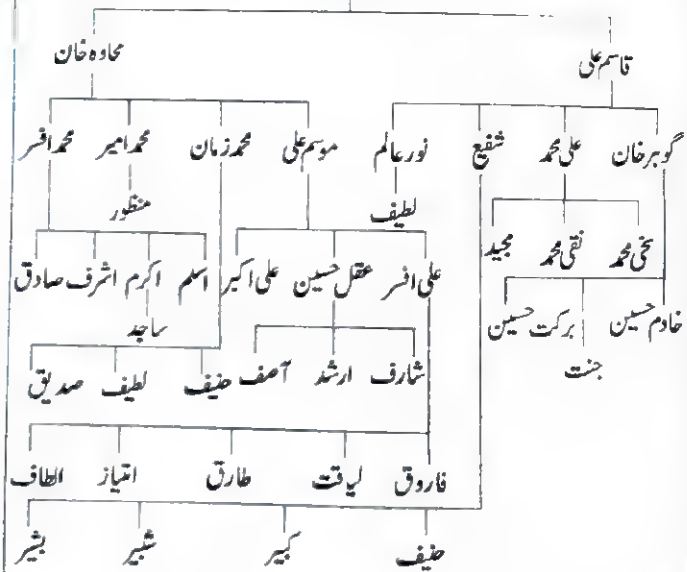 قاسم علی محاوہ خان
گوہر خان علی محمد شفیع نور عالم موسم علی محمد زمان محمد امیر محمد افسر
لطیف منظور
سخی محمد نقی محمد مجید علی افسر عقل حسین علی اکبر اسلم اکرم اشرف صادق
خادم حسین جنت برکت حسین ساجد
شارف ارشد آصف حنیف لطیف صدیق
فاروق لیاقت طارق امتیاز الطاف
حنیف کبیر شبیر بشیر